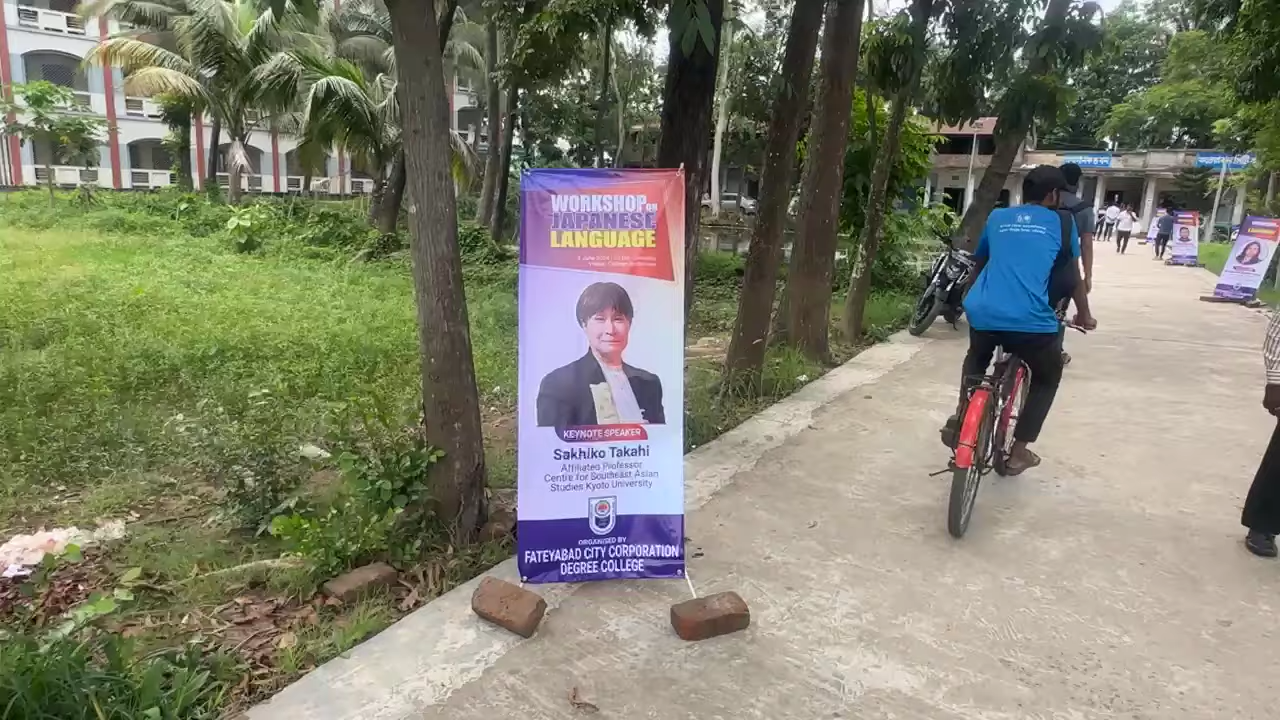 WORKSHOP ON
JAPANESE
LANGUAGE
KEYNOTE SPEAKER
Sakhiko Takahi
Affiliated Professor
Centre for Southeast Asian
Studies Kyoto University
ORGANISED BY
FATEYABAD CITY CORPORATION
DEGREE COLLEGE